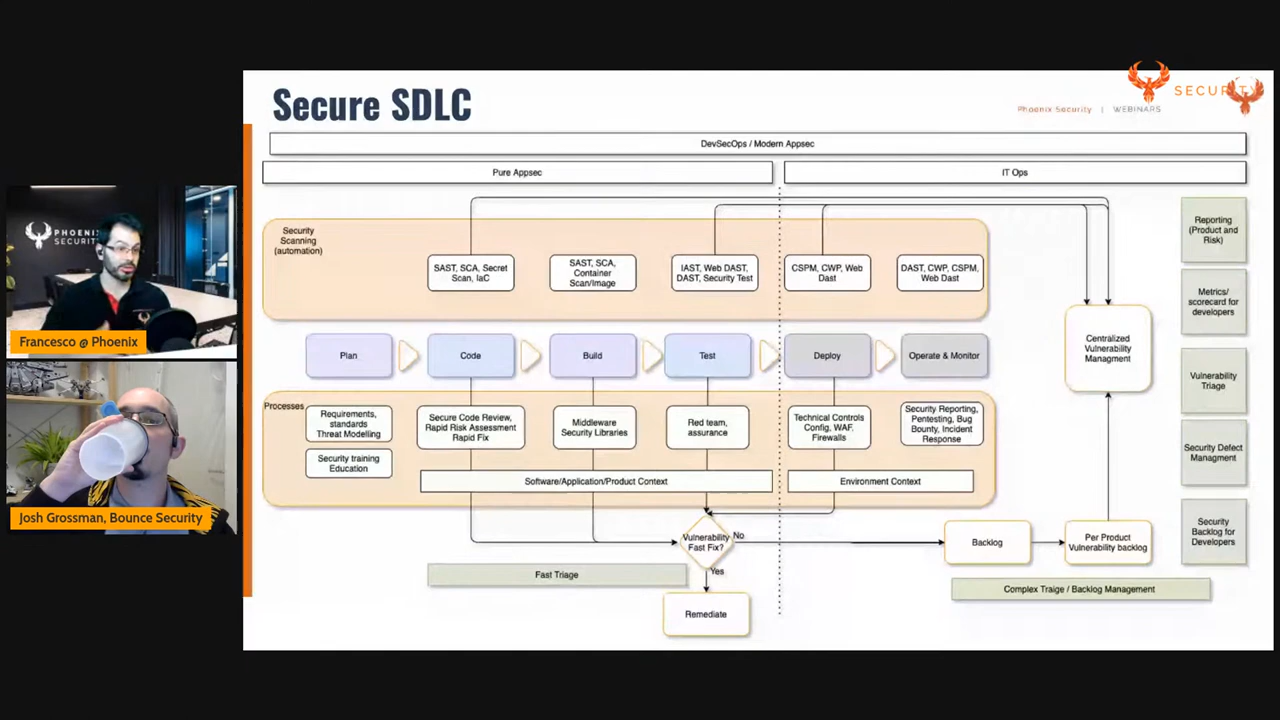 Secure SDLC
SECURITY
Phoenix Security | WEBINARS
DevSecOps / Modern Appsec
Pure Appsec
IT Ops
Security
Scanning
(automation)
SAST, SCA, Secret
Scan, IaC
SAST, SCA,
Container
Scan/Image
IAST, Web DAST,
DAST, Security Test
CSPM, CWP, Web
Dast
DAST, CWP, CSPM,
Web Dast
Plan
Code
Build
Test
Deploy
Operate & Monitor
Processes
Requirements,
standards
Threat Modelling
Security training
Education
Secure Code Review,
Rapid Risk Assessment
Rapid Fix
Middleware
Security Libraries
Red team,
assurance
Technical Controls
Config, WAF,
Firewalls
Security Reporting,
Pentesting, Bug
Bounty, Incident
Response
Software/Application/Product Context
Environment Context
Vulnerability
Fast Fix?
No
Yes
Fast Triage
Remediate
Backlog
Per Product
Vulnerability backlog
Complex Traige / Backlog Management
Centralized
Vulnerability
Managment
Reporting
(Product and
Risk)
Metrics/
scorecard for
developers
Vulnerability
Triage
Security Defect
Managment
Security
Backlog for
Developers
PHOENIX
SECURITY
Francesco @ Phoenix
Josh Grossman, Bounce Security